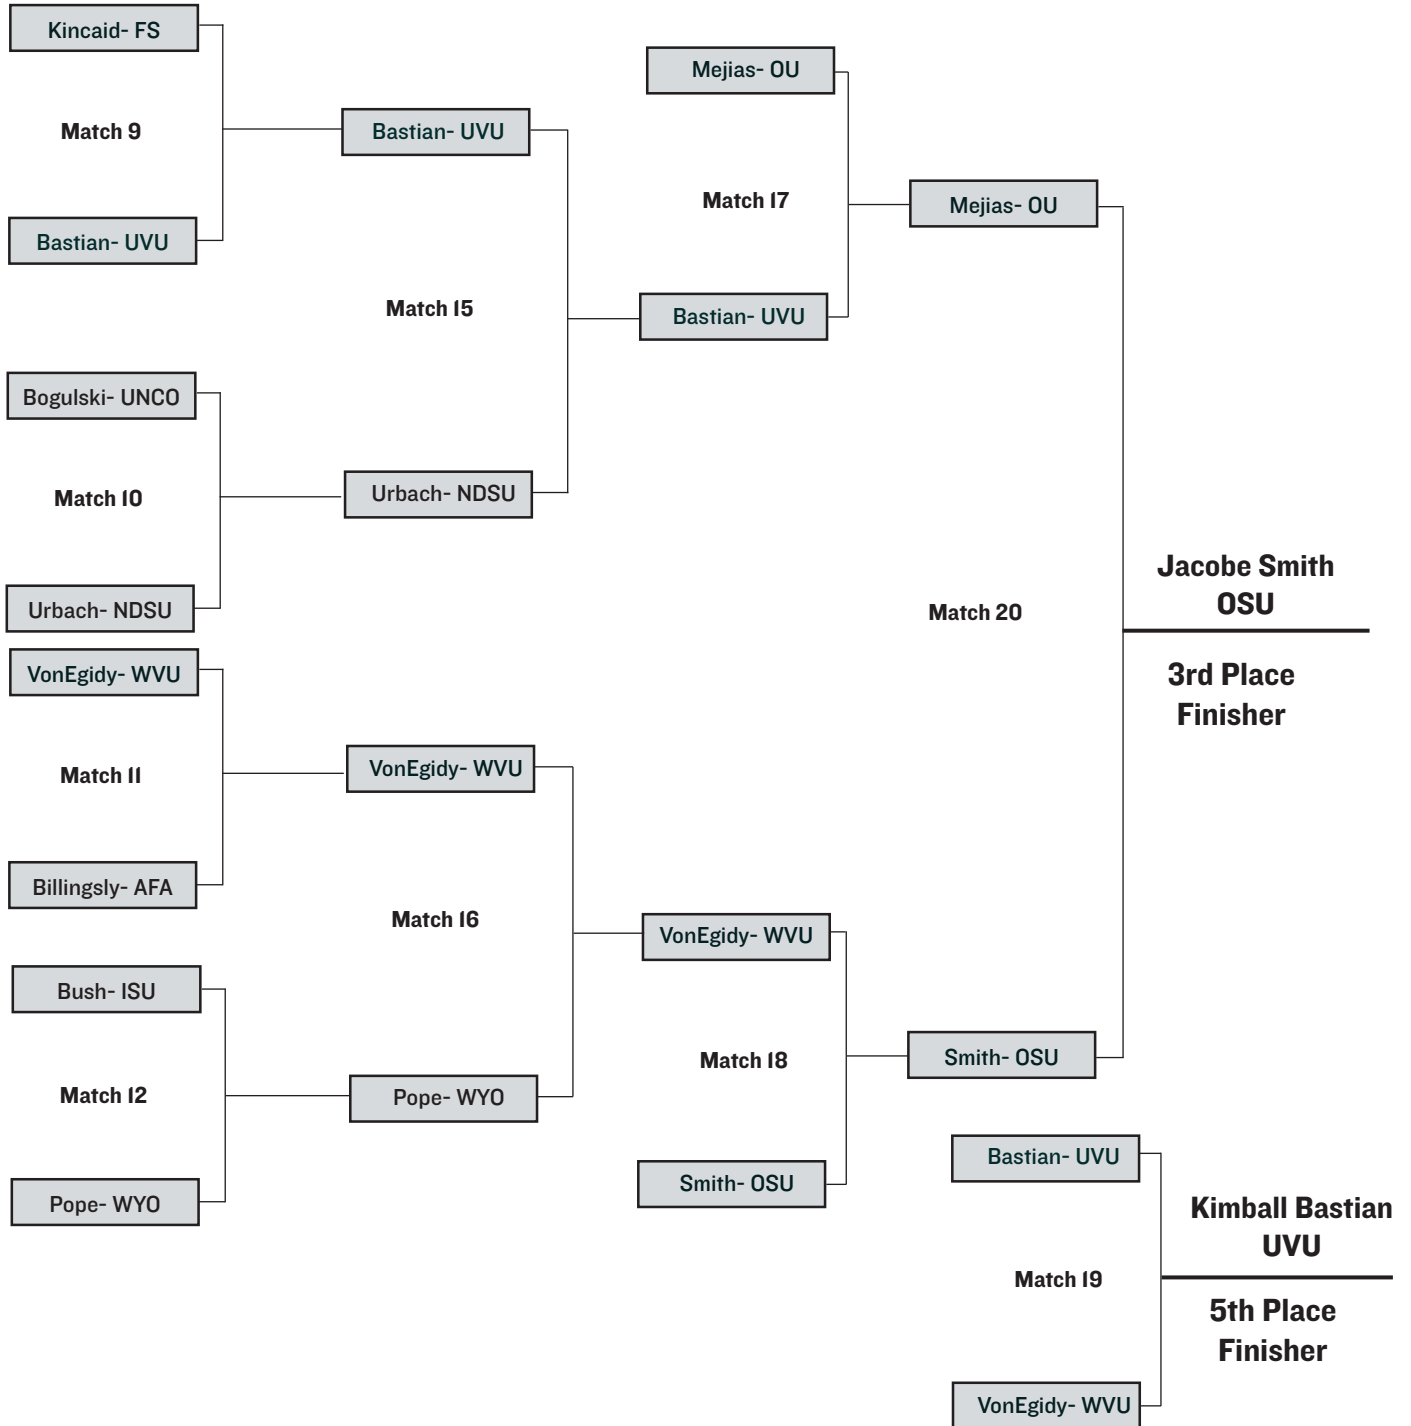 Kincaid- FS
Match 9
Bastian- UVU
Bastian- UVU
Match 15
Bogulski- UNCO
Match 10
Urbach- NDSU
Urbach- NDSU
Mejias- OU
Match 17
Bastian- UVU
Mejias- OU
VonEgidy- WVU
Match 11
Billingsly- AFA
VonEgidy- WVU
Match 16
Bush- ISU
Match 12
Pope- WYO
Pope- WYO
VonEgidy- WVU
Match 18
Smith- OSU
Smith- OSU
Match 20
Jacobe Smith
OSU
3rd Place
Finisher
Bastian- UVU
Match 19
VonEgidy- WVU
Kimball Bastian
UVU
5th Place
Finisher